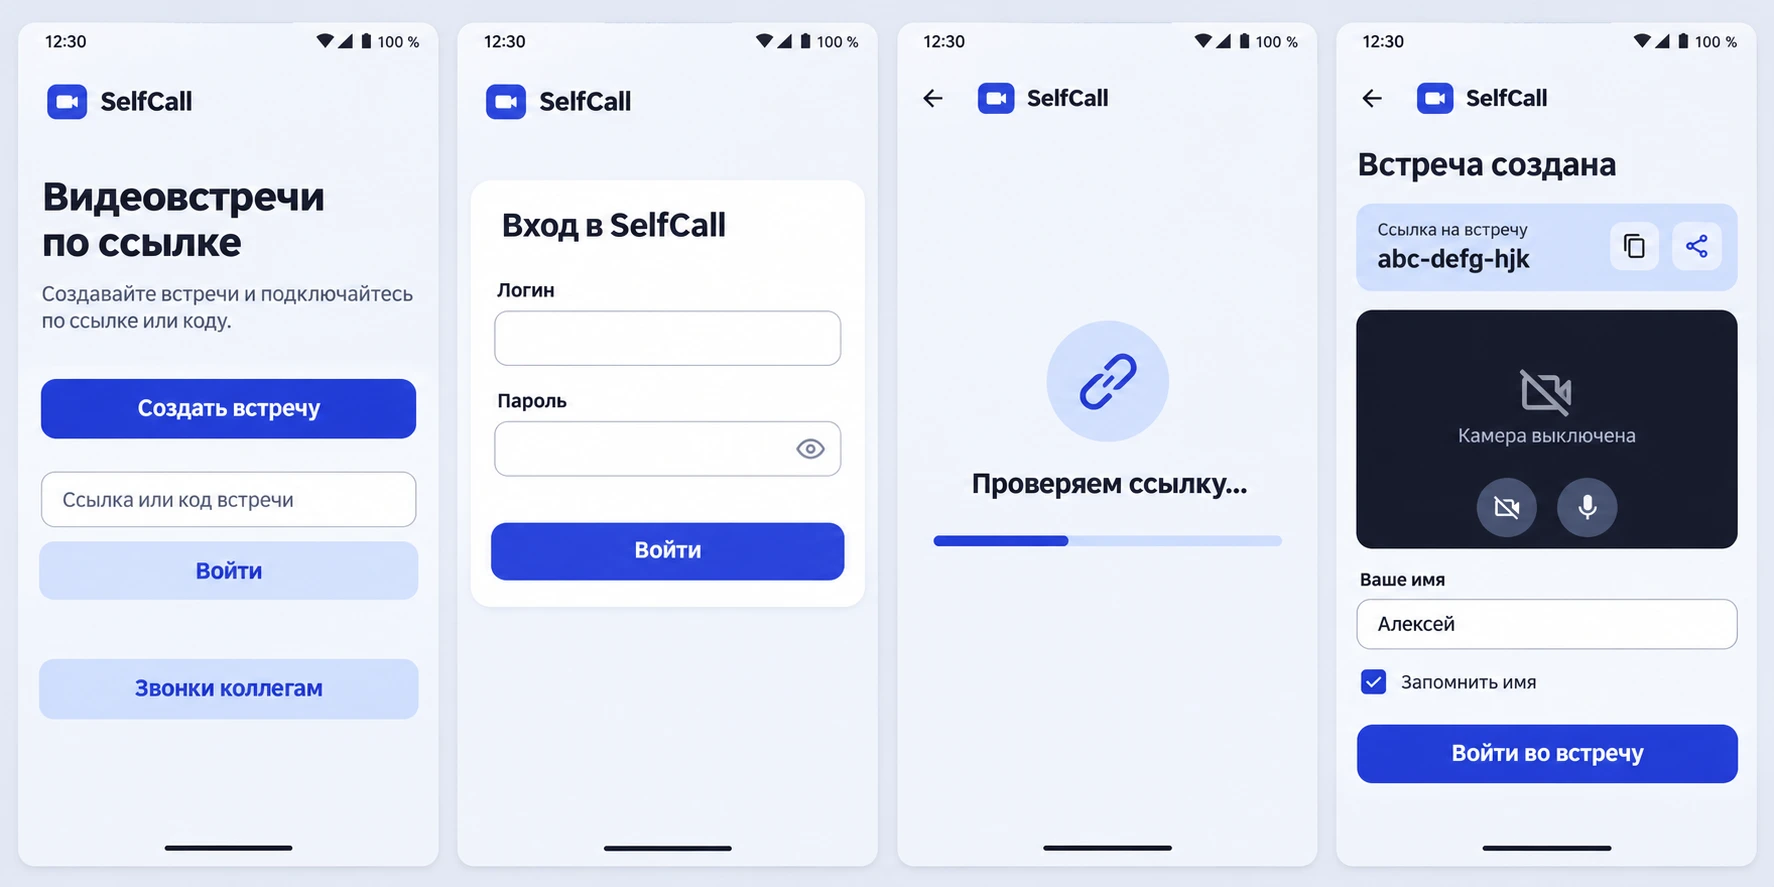 12:30
100 %
SelfCall
Видеовстречи
по ссылке
Создавайте встречи и подключайтесь
по ссылке или коду.
Создать встречу
Ссылка или код встречи
Войти
Звонки коллегам
12:30
100 %
SelfCall
Вход в SelfCall
Логин
Пароль
Войти
12:30
100 %
SelfCall
Проверяем ссылку...
12:30
100 %
SelfCall
Встреча создана
Ссылка на встречу
abc-defg-hjk
Камера выключена
Ваше имя
Алексей
Запомнить имя
Войти во встречу